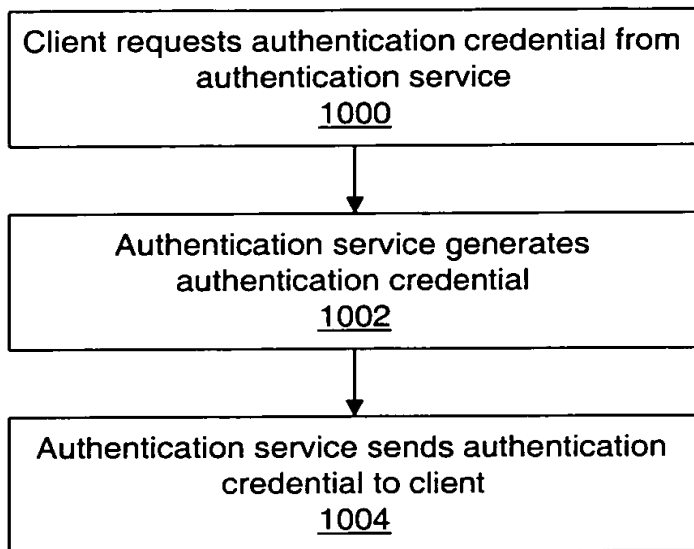 Client requests authentication credential from
authentication service
1000
Authentication service generates
authentication credential
1002
Authentication service sends authentication
credential to client
1004